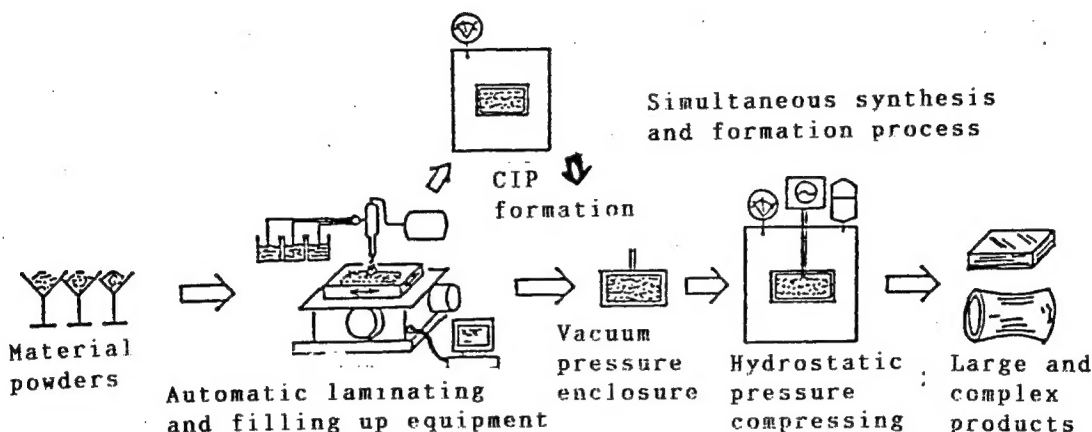 Simultaneous synthesis
and formation process
CIP
formation
Material
powders
Automatic laminating
and filling up equipment
Vacuum
pressure
enclosure
Hydrostatic
pressure
compressing
Large and
complex
products